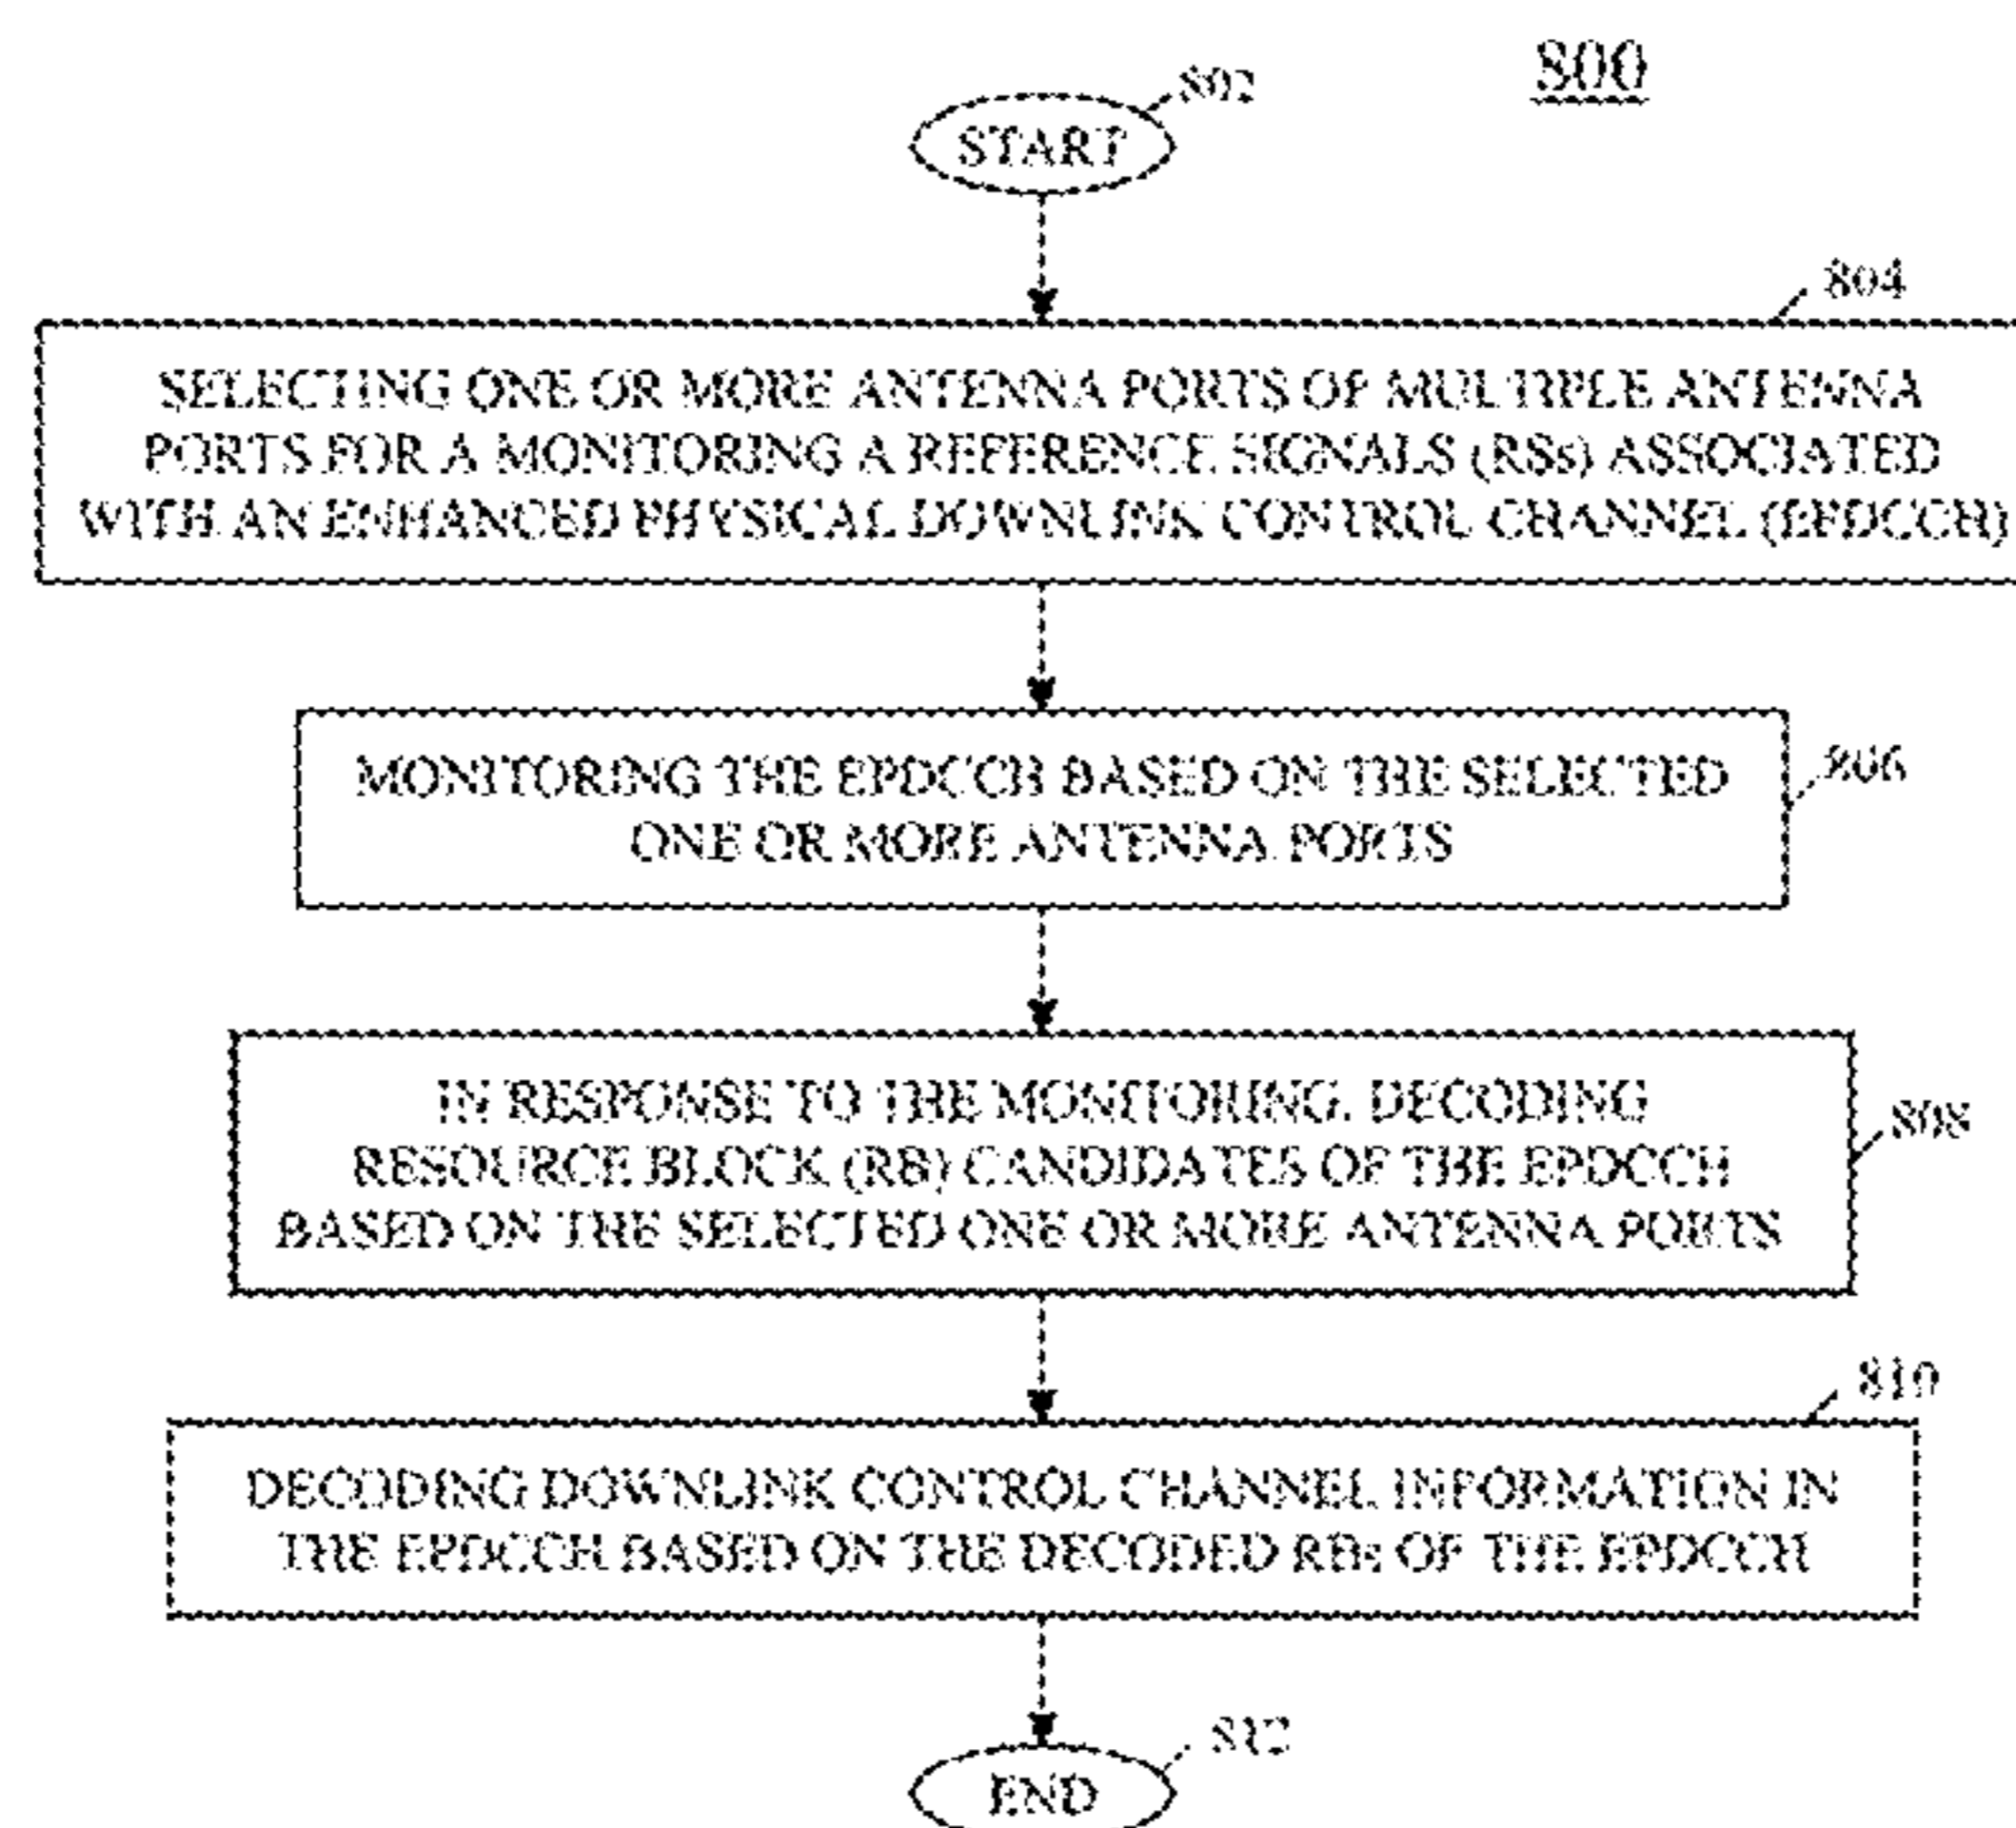 800
802
START
804
SELECTING ONE OR MORE ANTENNA PORTS OF MULTIPLE ANTENNA
PORTS FOR A MONITORING A REFERENCE SIGNALS (RSs) ASSOCIATED
WITH AN ENHANCED PHYSICAL DOWNLINK CONTROL CHANNEL (EPDCCH)
MONITORING THE EPDCCH BASED ON THE SELECTED
ONE OR MORE ANTENNA PORTS
806
IN RESPONSE TO THE MONITORING, DECODING
RESOURCE BLOCK (RB) CANDIDATES OF THE EPDCCH
BASED ON THE SELECTED ONE OR MORE ANTENNA PORTS
808
810
DECODING DOWNLINK CONTROL CHANNEL INFORMATION IN
THE EPDCCH BASED ON THE DECODED RBs OF THE EPDCCH
812
END